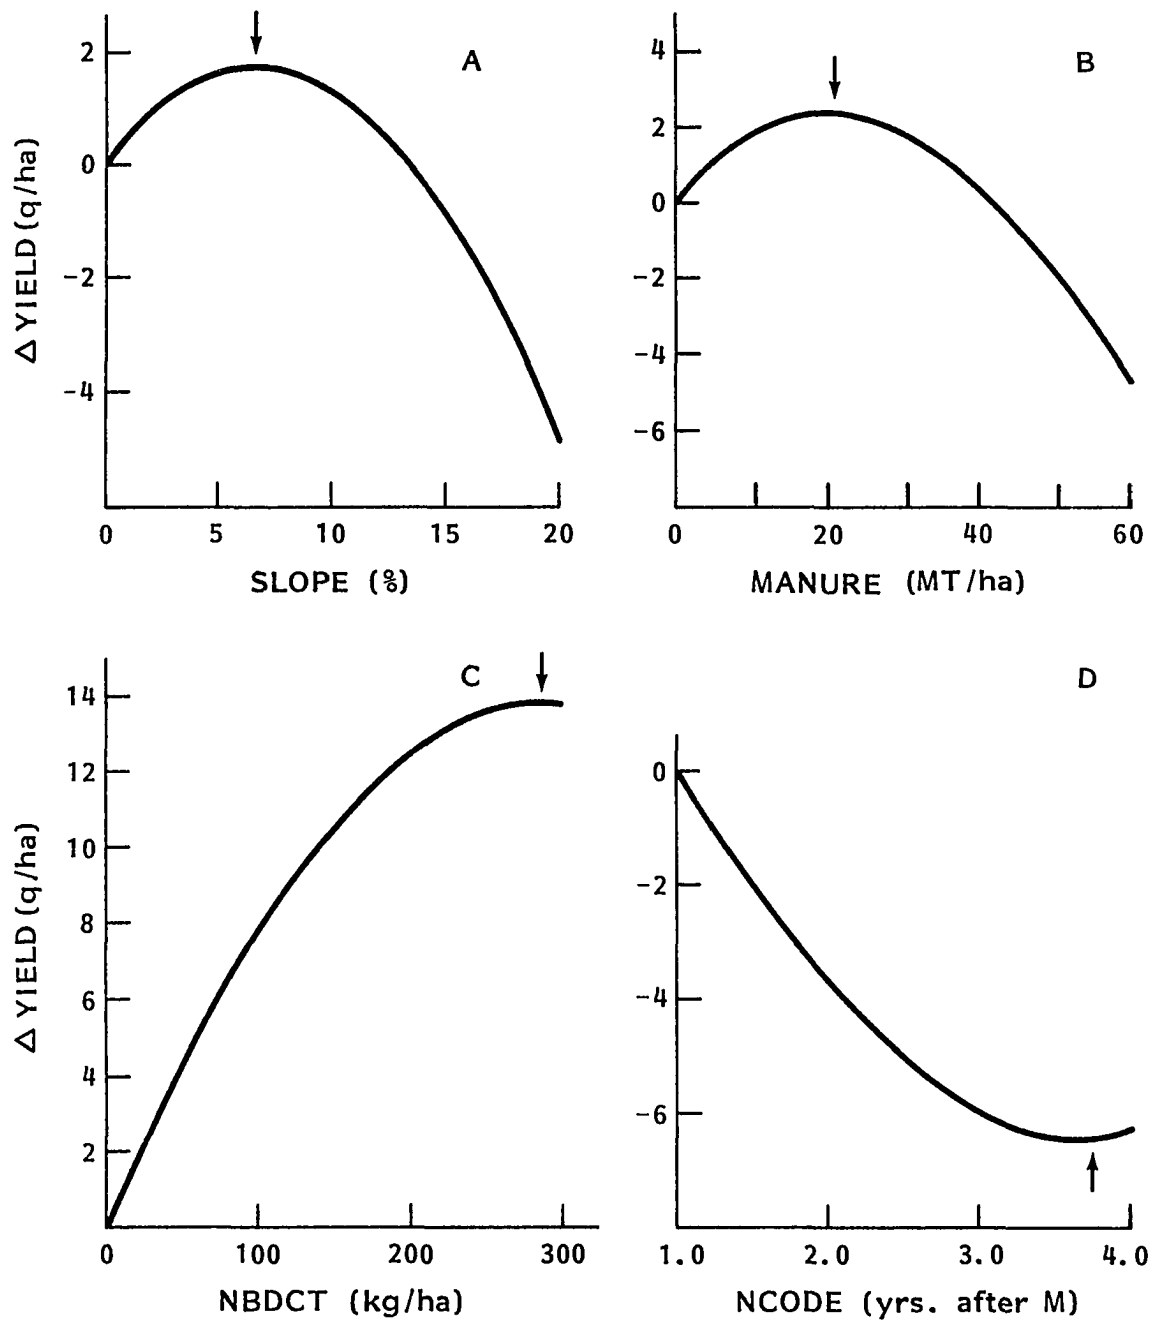 A
Δ YIELD (q/ha)
2
0
-2
-4
0 5 10 15 20
SLOPE (%)
B
4
2
0
-2
-4
-6
0 20 40 60
MANURE (MT/ha)
C
Δ YIELD (q/ha)
14
12
10
8
6
4
2
0 100 200 300
NBDCT (kg/ha)
D
0
-2
-4
-6
1.0 2.0 3.0 4.0
NCODE (yrs. after M)